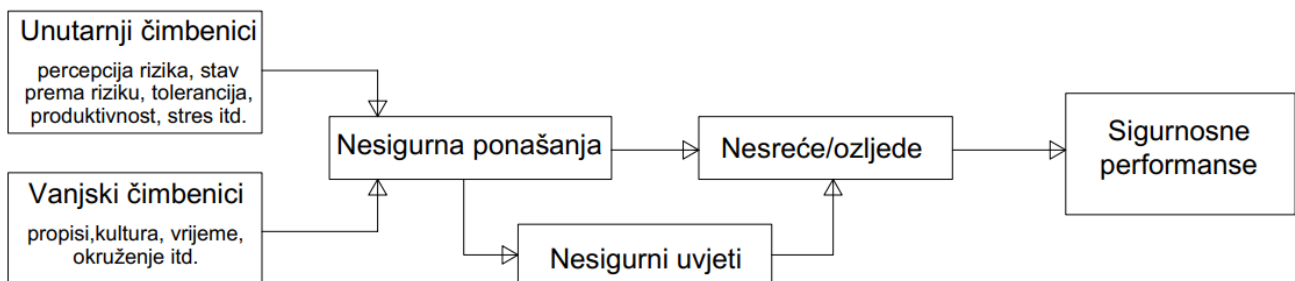 Unutarnji čimbenici
percepcija rizika, stav
prema riziku, tolerancija,
produktivnost, stres itd.
Vanjski čimbenici
propisi,kultura, vrijeme,
okruženje itd.
Nesigurna ponašanja
Nesigurni uvjeti
Nesreće/ozljede
Sigurnosne
performanse